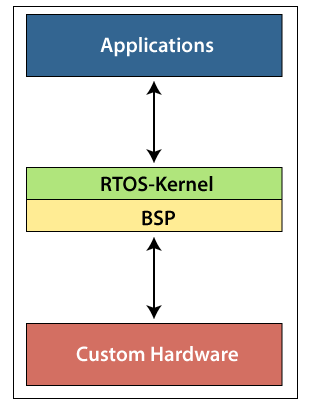 Applications
RTOS-Kernel
BSP
Custom Hardware